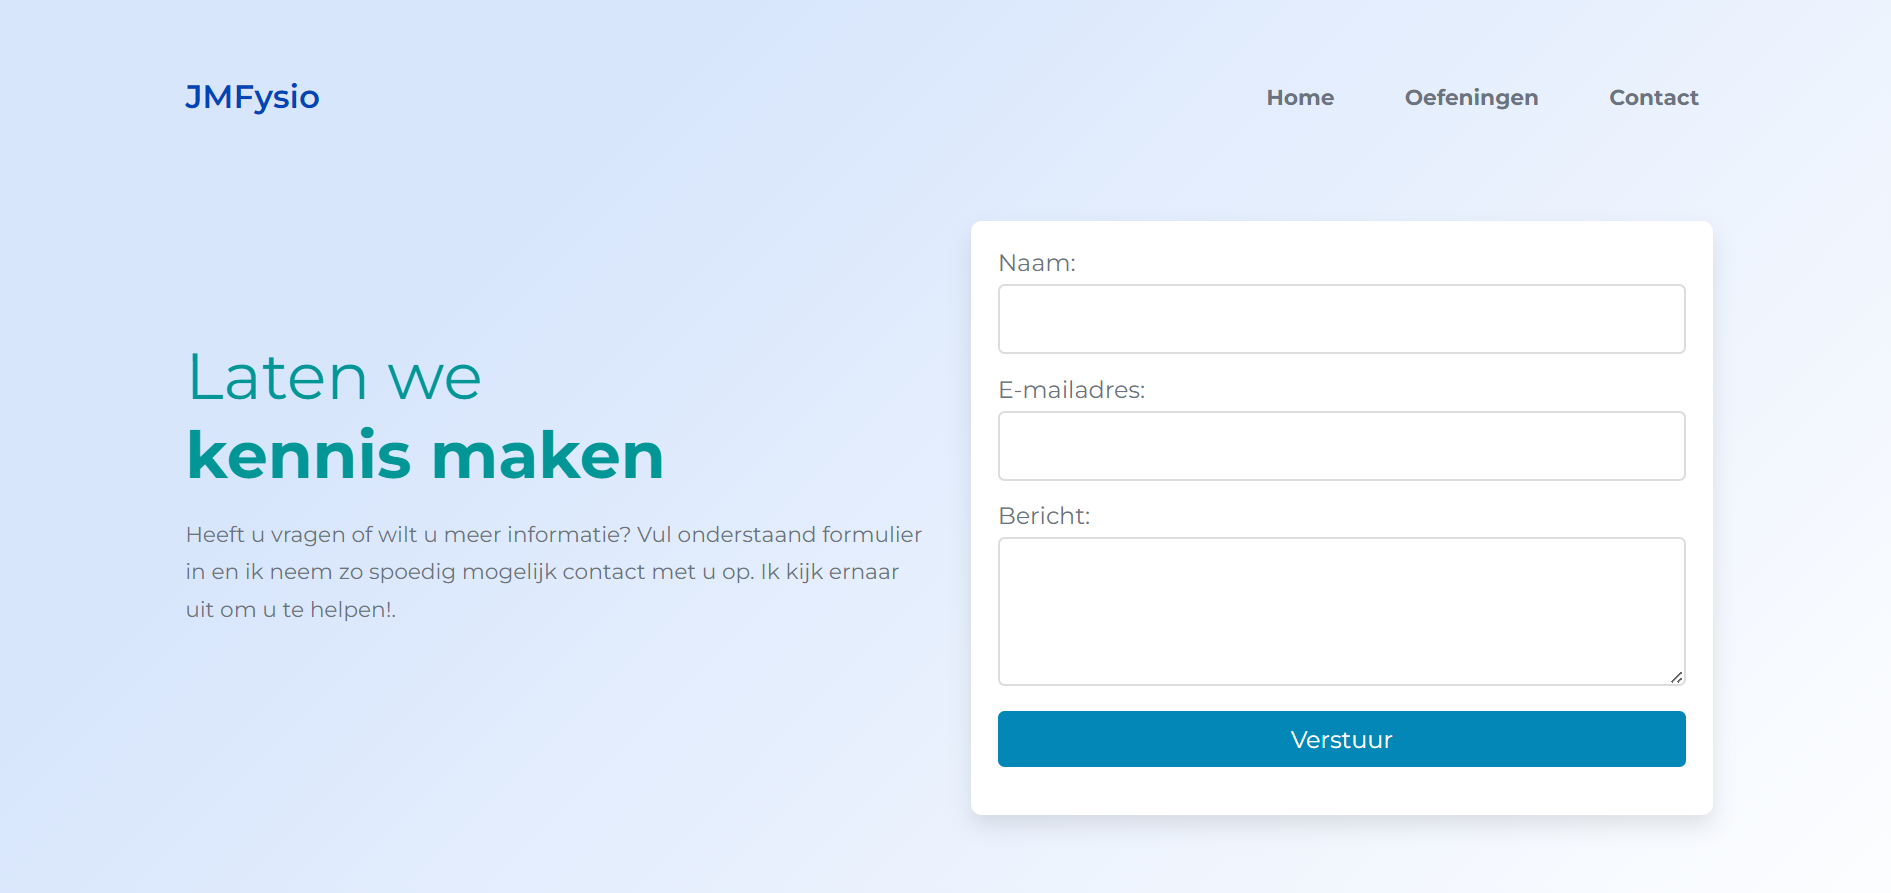 JMFysio
Home
Oefeningen
Contact
Laten we
kennis maken
Heeft u vragen of wilt u meer informatie? Vul onderstaand formulier
in en ik neem zo spoedig mogelijk contact met u op. Ik kijk ernaar
uit om u te helpen!.
Naam:
E-mailadres:
Bericht:
Verstuur